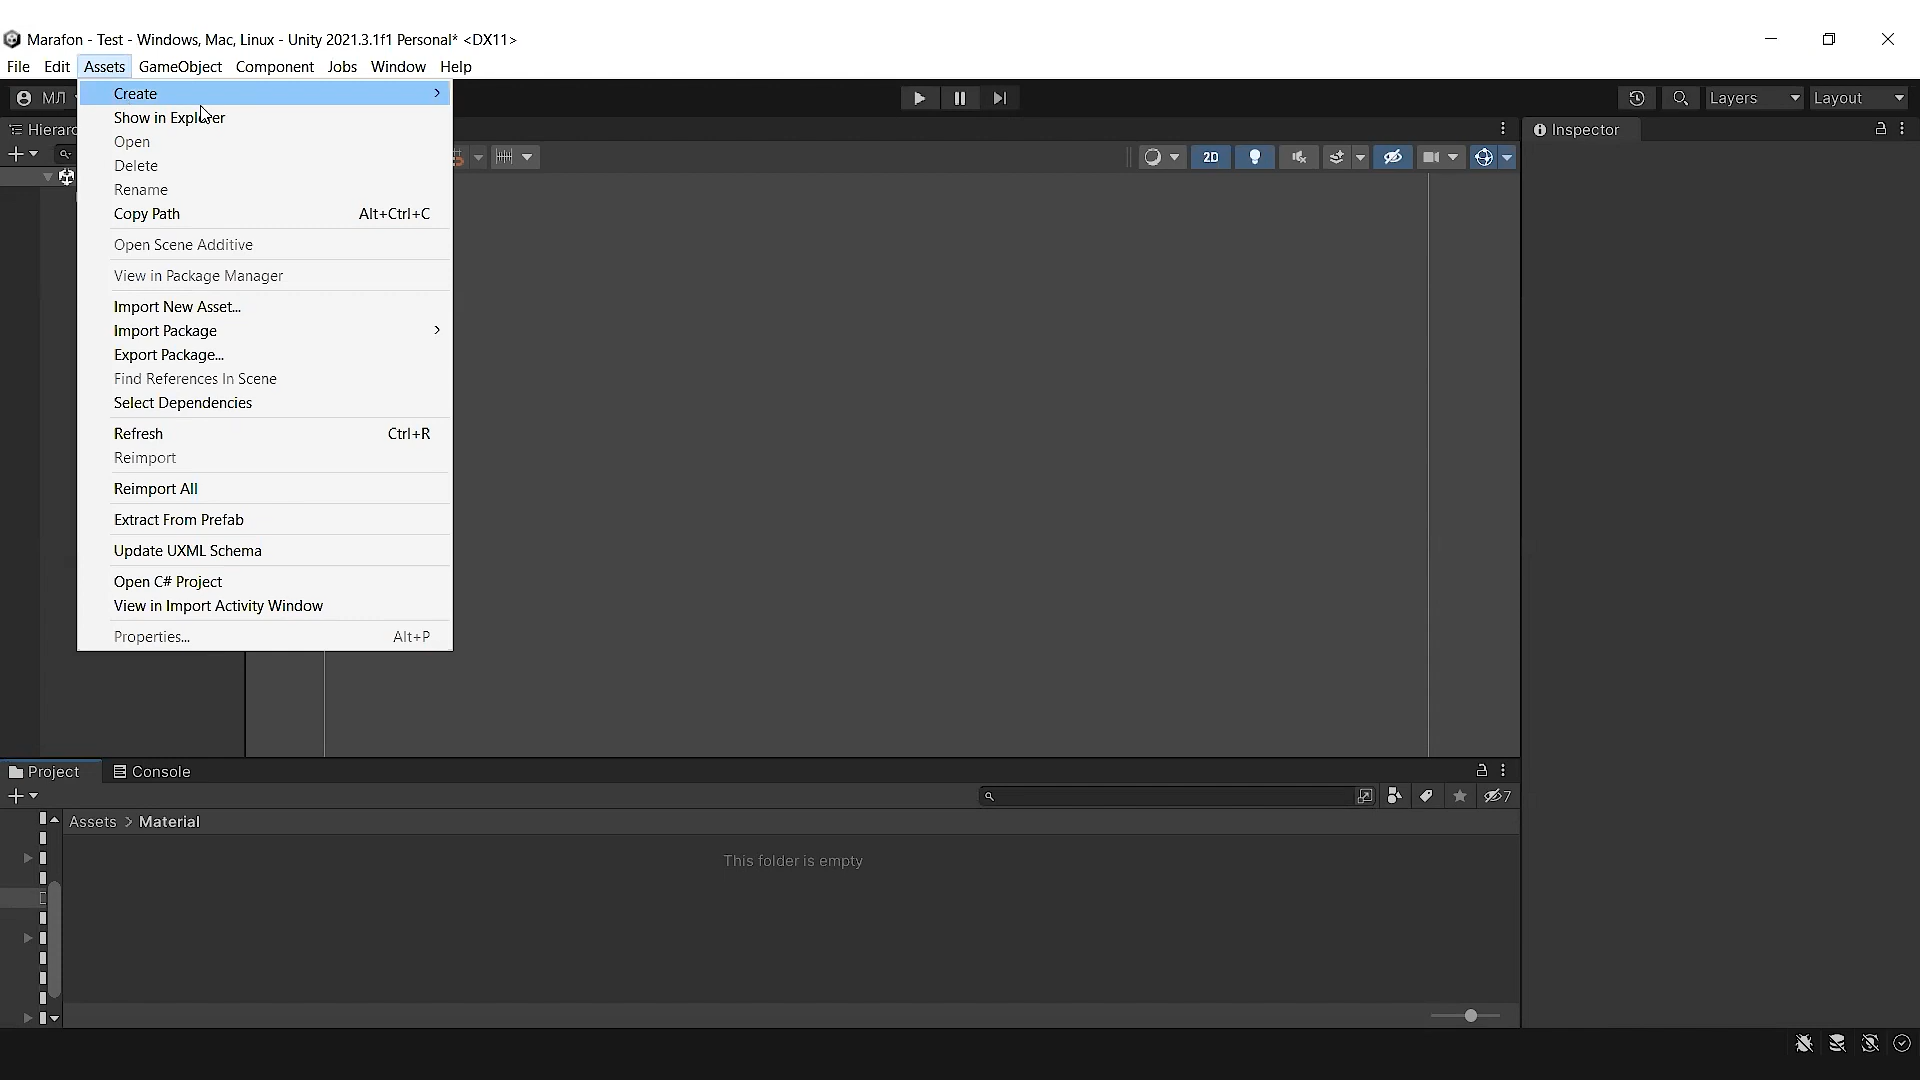 Marafon - Test - Windows, Mac, Linux - Unity 2021.3.1f1 Personal* <DX11>
File Edit Assets GameObject Component Jobs Window Help
МЛ
Layers
Layout
Create
Show in Explorer
Open
Delete
Rename
Copy Path Alt+Ctrl+C
Open Scene Additive
View in Package Manager
Import New Asset...
Import Package
Export Package...
Find References In Scene
Select Dependencies
Refresh Ctrl+R
Reimport
Reimport All
Extract From Prefab
Update UXML Schema
Open C# Project
View in Import Activity Window
Properties... Alt+P
Hierarc
2D
Inspector
Project Console
7
Assets > Material
This folder is empty